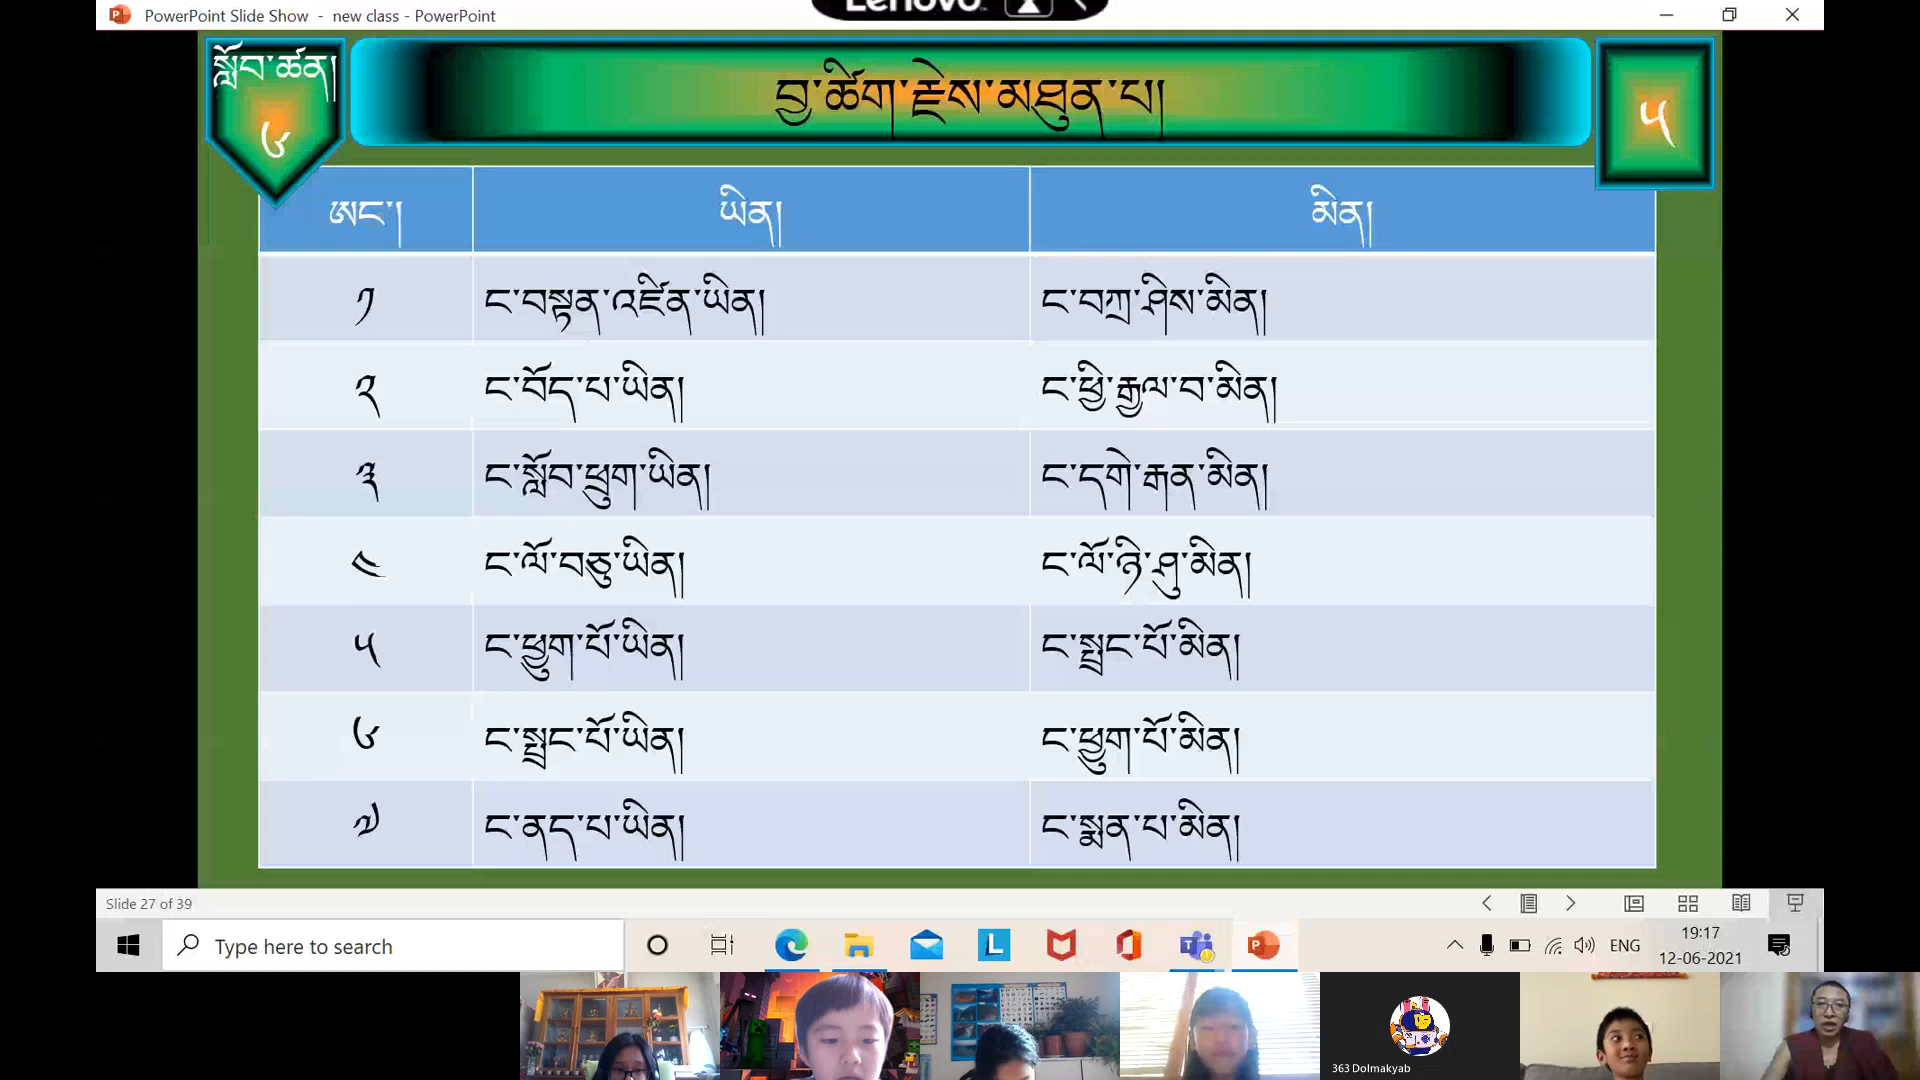 PowerPoint Slide Show - new class - PowerPoint
Lenovo
སློབ་ཚན།
༦
བྱ་ཚིག་རྗེས་མཐུན་པ།
༥
ཨང་། ཡིན། མིན།
༡ ང་བསྟན་འཛིན་ཡིན། ང་བཀྲ་ཤིས་མིན།
༢ ང་བོད་པ་ཡིན། ང་ཕྱི་རྒྱལ་བ་མིན།
༣ ང་སློབ་ཕྲུག་ཡིན། ང་དགེ་རྒན་མིན།
༤ ང་ལོ་བཅུ་ཡིན། ང་ལོ་ཉི་ཤུ་མིན།
༥ ང་ཕྱུག་པོ་ཡིན། ང་སྤྲང་པོ་མིན།
༦ ང་སྤྲང་པོ་ཡིན། ང་ཕྱུག་པོ་མིན།
༧ ང་ནད་པ་ཡིན། ང་སྨན་པ་མིན།
Slide 27 of 39
Type here to search
ENG
19:17
12-06-2021
363 Dolmakyab